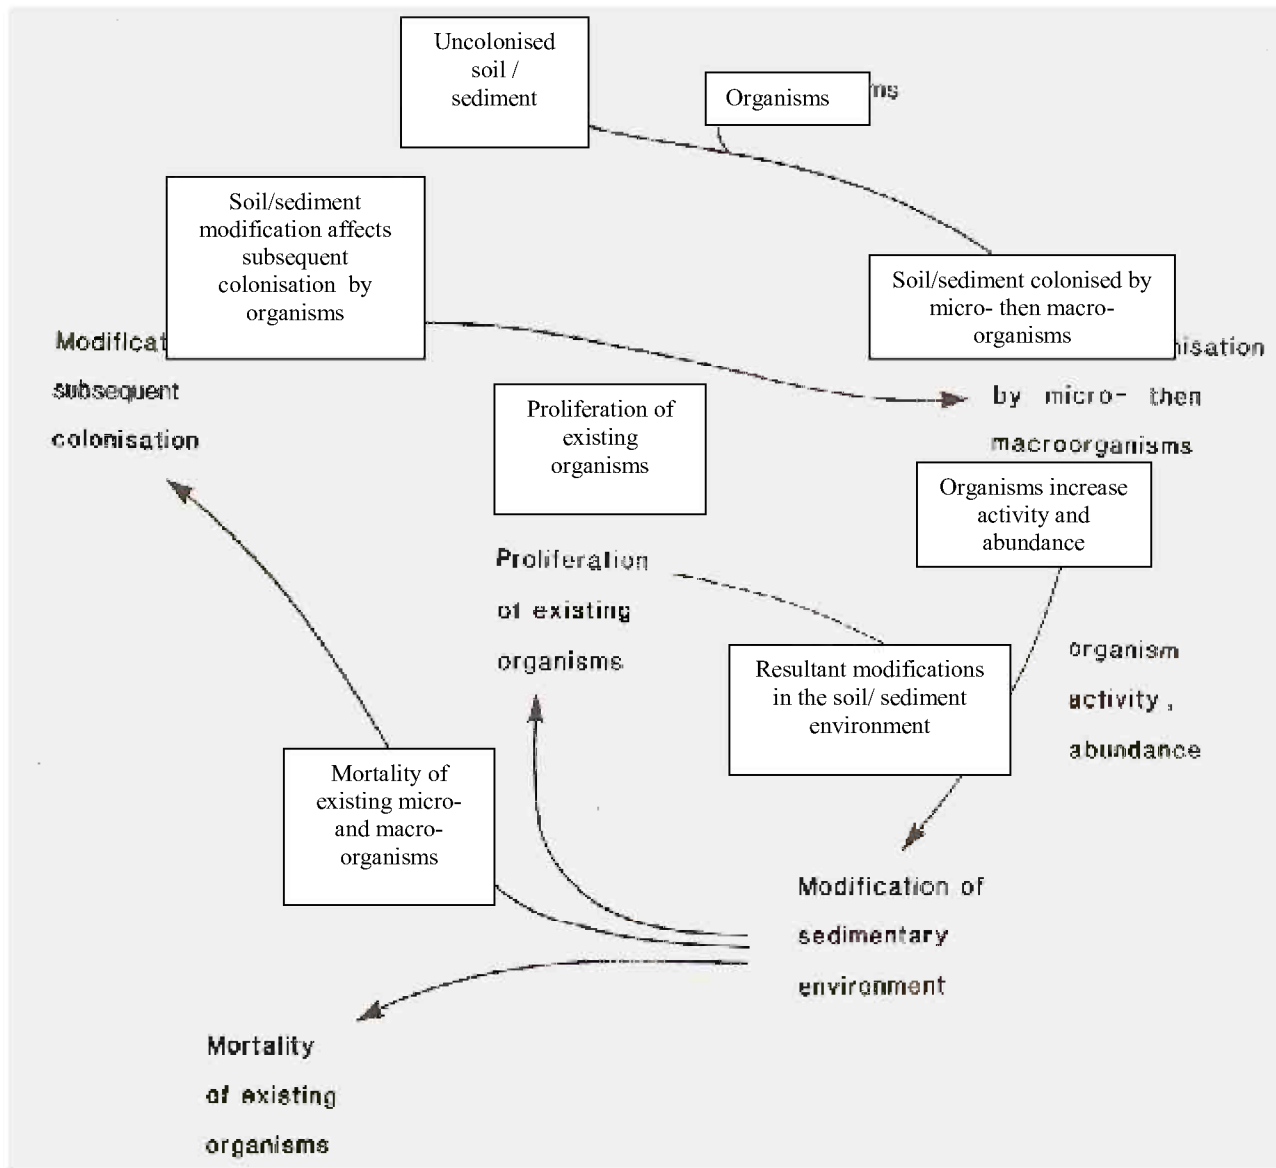 Uncolonised
soil /
sediment
Organisms
ms
Soil/sediment
modification affects
subsequent
colonisation by
organisms
Soil/sediment colonised by
micro- then macro-
organisms
Modificat
subsequent
colonisation
nisation
by micro- then
macroorganisms
Proliferation of
existing
organisms
Organisms increase
activity and
abundance
Proliferation
of existing
organisms
organism
activity,
abundance
Resultant modifications
in the soil/ sediment
environment
Mortality of
existing micro-
and macro-
organisms
Modification of
sedimentary
environment
Mortality
of existing
organisms